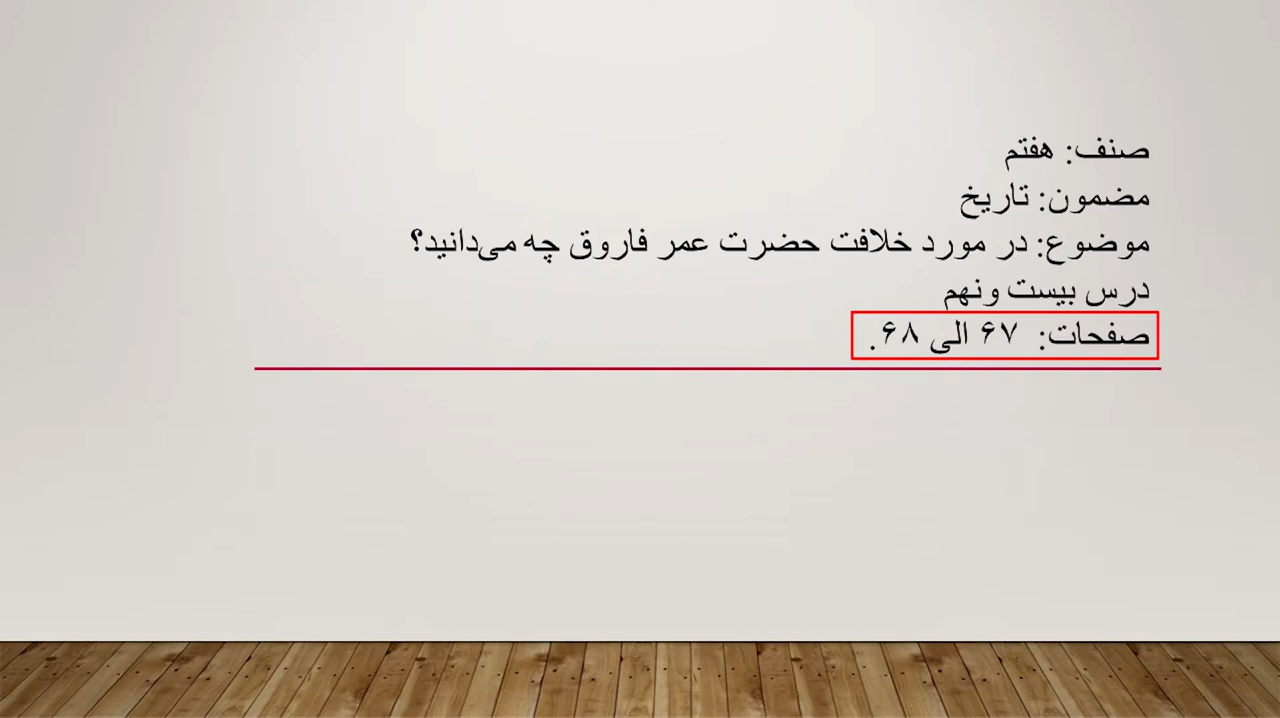 صنف: هفتم
مضمون: تاریخ
موضوع: در مورد خلافت حضرت عمر فاروق چه می‌دانید؟
درس بیست ونهم
صفحات: ۶۷ الی ۶۸.